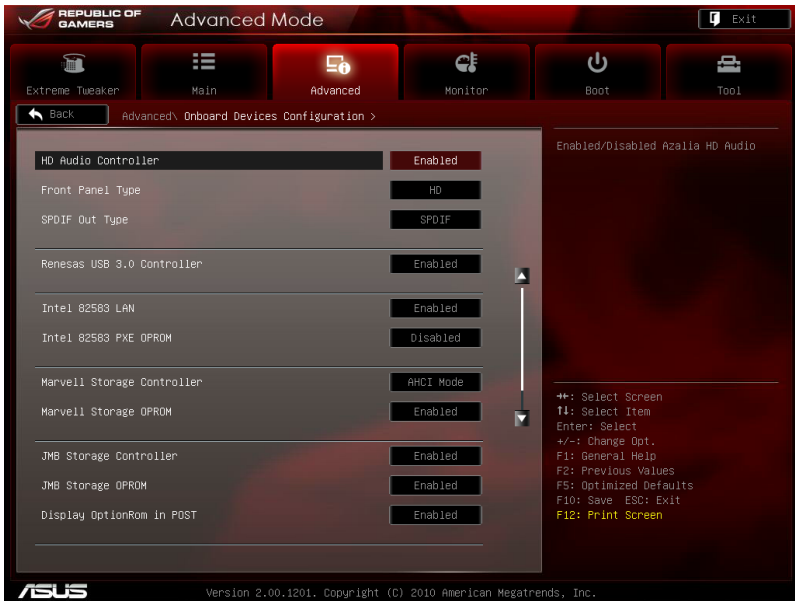 REPUBLIC OF
GAMERS
Advanced Mode
Exit
Extreme Tweaker
Main
Advanced
Monitor
Boot
Tool
Back
Advanced\ Onboard Devices Configuration >
HD Audio Controller Enabled
Front Panel Type HD
SPDIF Out Type SPDIF
Renesas USB 3.0 Controller Enabled
Intel 82583 LAN Enabled
Intel 82583 PXE OPROM Disabled
Marvell Storage Controller AHCI Mode
Marvell Storage OPROM Enabled
JMB Storage Controller Enabled
JMB Storage OPROM Enabled
Display OptionRom in POST Enabled
Enabled/Disabled Azalia HD Audio
→←: Select Screen
↑↓: Select Item
Enter: Select
+/-: Change Opt.
F1: General Help
F2: Previous Values
F5: Optimized Defaults
F10: Save ESC: Exit
F12: Print Screen
ASUS
Version 2.00.1201. Copyright (C) 2010 American Megatrends, Inc.